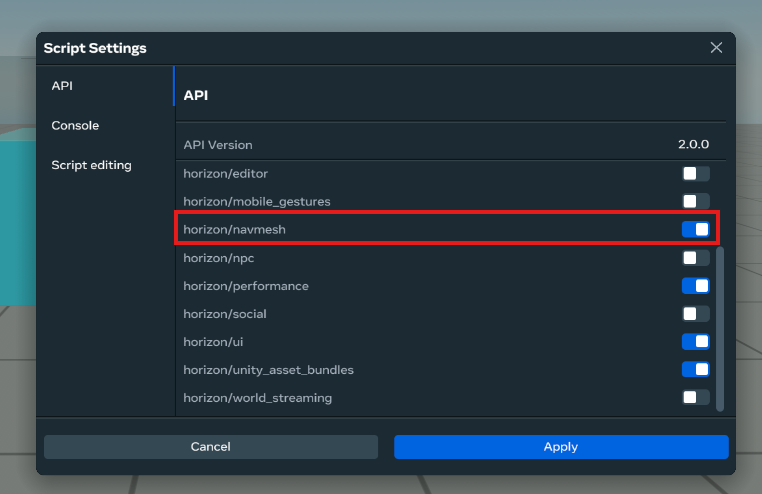 Script Settings
API
Console
Script editing
API
API Version 2.0.0
horizon/editor
horizon/mobile_gestures
horizon/navmesh
horizon/npc
horizon/performance
horizon/social
horizon/ui
horizon/unity_asset_bundles
horizon/world_streaming
Cancel
Apply